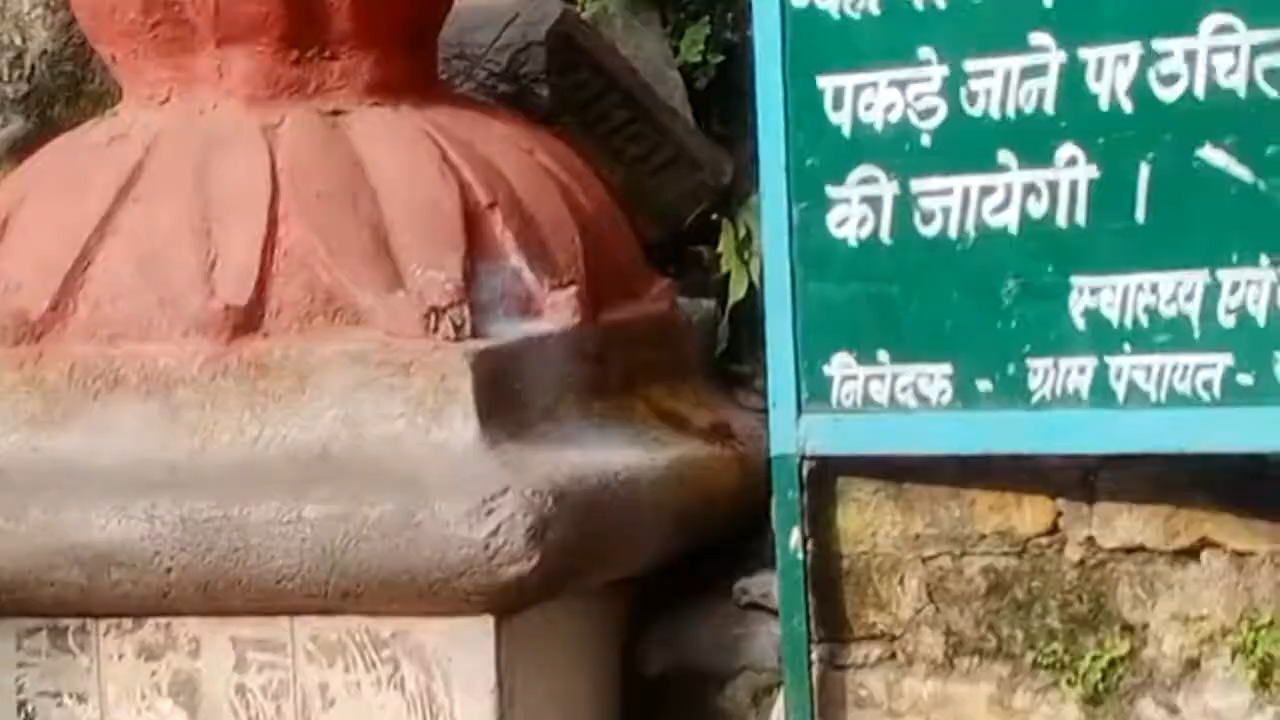 पकड़े जाने पर उचित
की जायेगी ।
स्वास्थ्य एवं
निवेदक - ग्राम पंचायत -